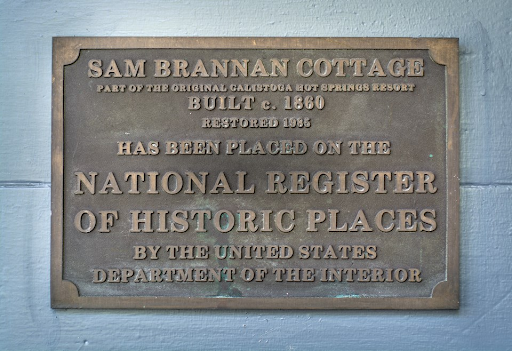 SAM BRANNAN COTTAGE
PART OF THE ORIGINAL CALISTOGA HOT SPRINGS RESORT
BUILT c. 1860
RESTORED 1985
HAS BEEN PLACED ON THE
NATIONAL REGISTER
OF HISTORIC PLACES
BY THE UNITED STATES
DEPARTMENT OF THE INTERIOR